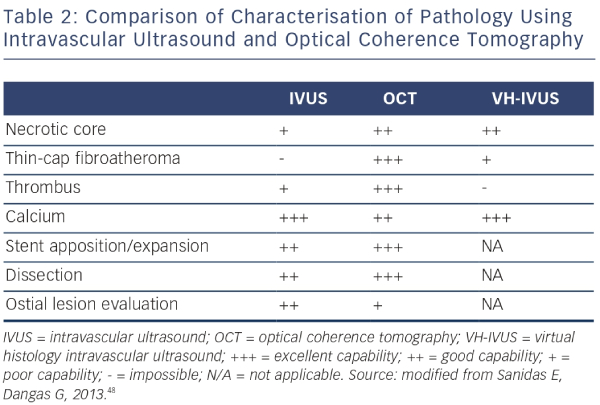 Table 2: Comparison of Characterisation of Pathology Using
Intravascular Ultrasound and Optical Coherence Tomography
IVUS OCT VH-IVUS
Necrotic core + ++ ++
Thin-cap fibroatheroma - +++ +
Thrombus + +++ -
Calcium +++ ++ +++
Stent apposition/expansion ++ +++ NA
Dissection ++ +++ NA
Ostial lesion evaluation ++ + NA
IVUS = intravascular ultrasound; OCT = optical coherence tomography; VH-IVUS = virtual
histology intravascular ultrasound; +++ = excellent capability; ++ = good capability; + =
poor capability; - = impossible; N/A = not applicable. Source: modified from Sanidas E,
Dangas G, 2013.48